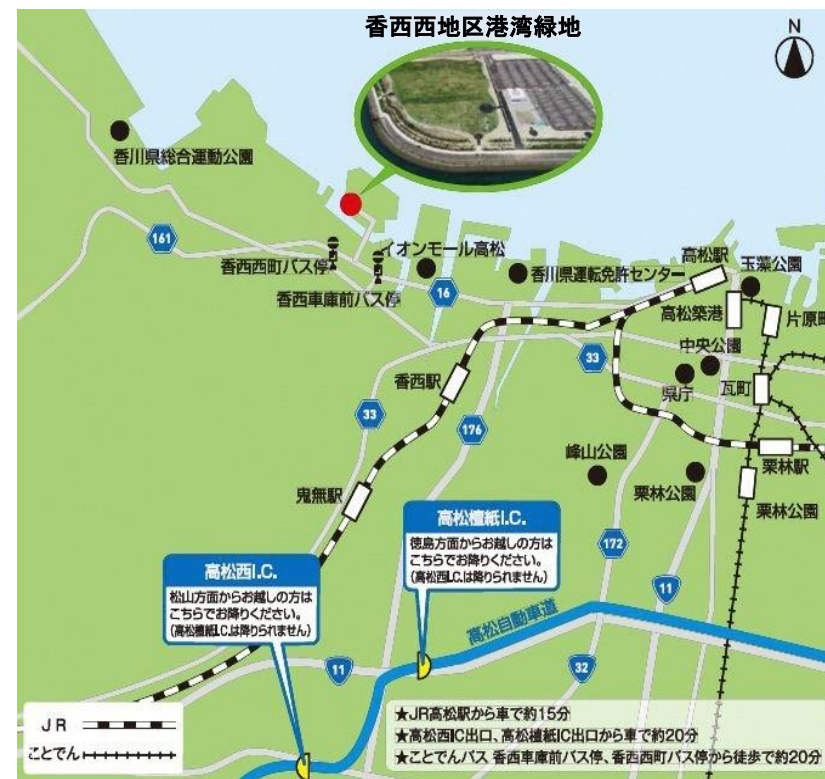 香西西地区港湾緑地
N
香川県総合運動公園
161
香西西町バス停
イオンモール高松
香西車庫前バス停
16
香川県運転免許センター
高松駅
玉藻公園
高松築港
片原町
中央公園
33
県庁
瓦町
香西駅
33
176
峰山公園
栗林公園
栗林駅
栗林公園
鬼無駅
高松檀紙I.C.
徳島方面からお越しの方は
こちらでお降りください。
(高松西I.C.は降りられません)
172
高松西I.C.
松山方面からお越しの方は
こちらでお降りください。
(高松檀紙I.C.は降りられません)
11
高松自動車道
11
32
JR
ことでん
★JR高松駅から車で約15分
★高松西IC出口、高松檀紙IC出口から車で約20分
★ことでんバス 香西車庫前バス停、香西西町バス停から徒歩で約20分